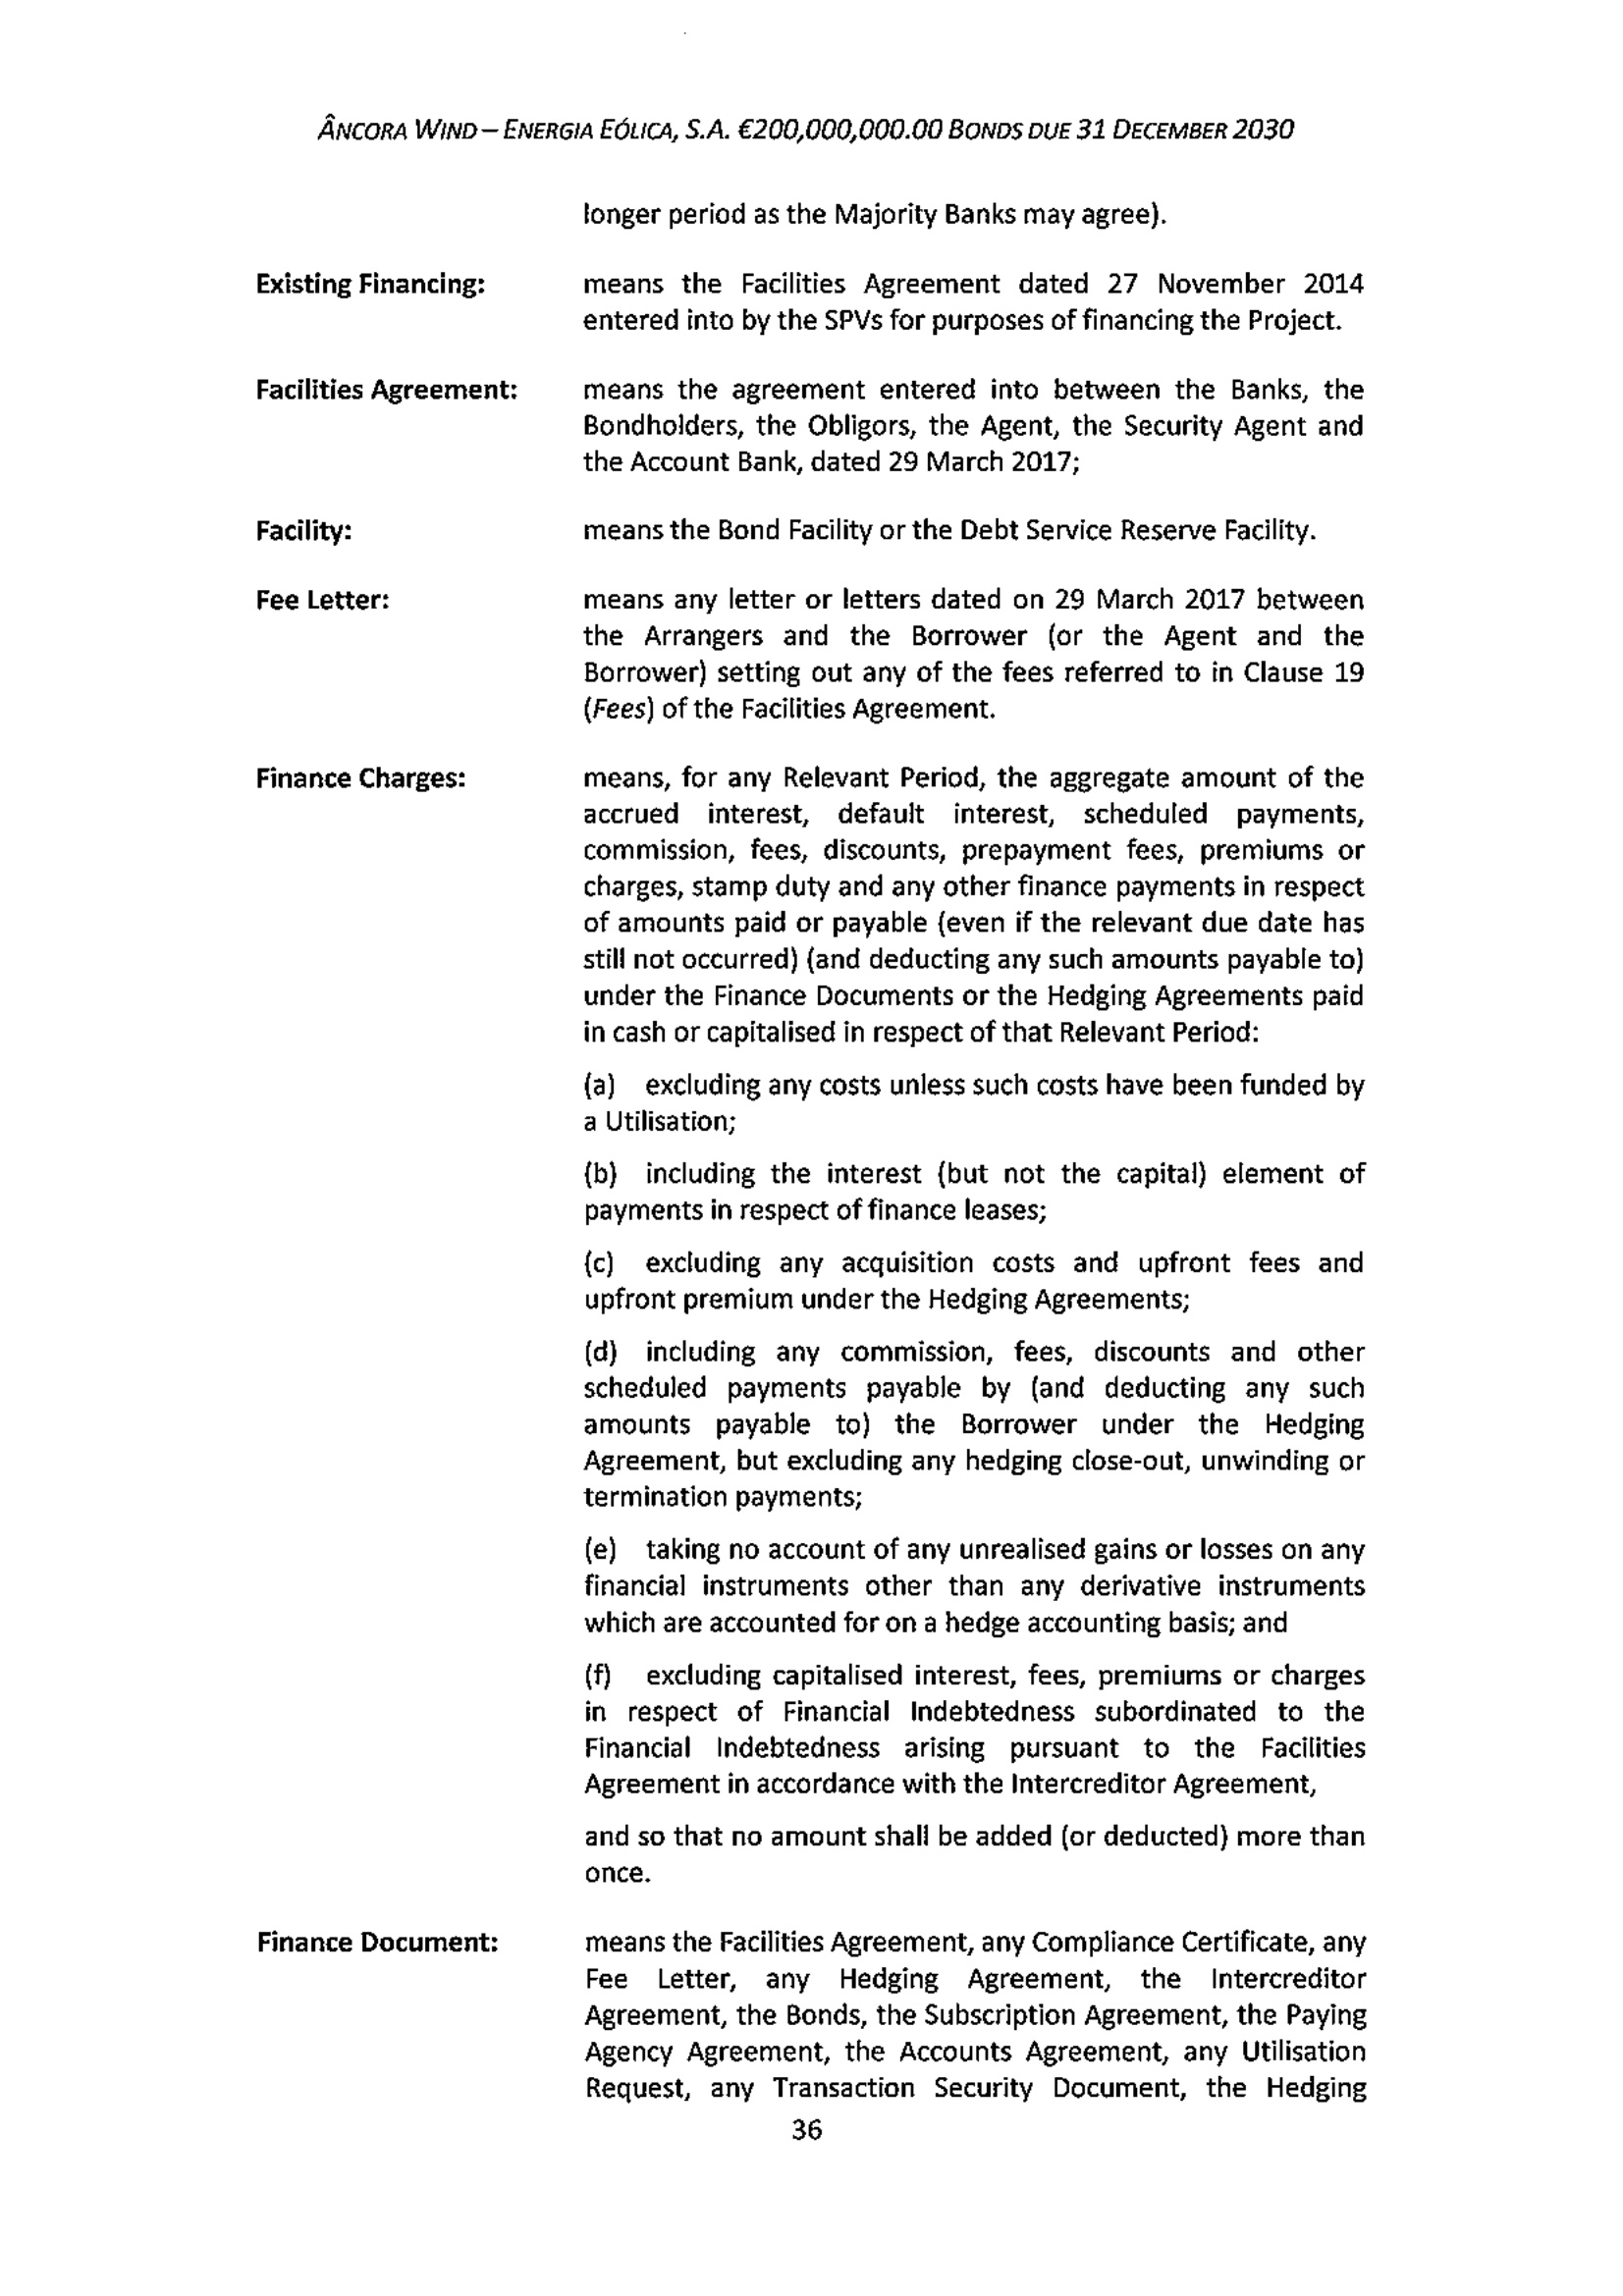 ÂNCORA WIND – ENERGIA EÓLICA, S.A. €200,000,000.00 BONDS DUE 31 DECEMBER 2030
longer period as the Majority Banks may agree).
Existing Financing: means the Facilities Agreement dated 27 November 2014
entered into by the SPVs for purposes of financing the Project.
Facilities Agreement: means the agreement entered into between the Banks, the
Bondholders, the Obligors, the Agent, the Security Agent and
the Account Bank, dated 29 March 2017;
Facility: means the Bond Facility or the Debt Service Reserve Facility.
Fee Letter: means any letter or letters dated on 29 March 2017 between
the Arrangers and the Borrower (or the Agent and the
Borrower) setting out any of the fees referred to in Clause 19
(Fees) of the Facilities Agreement.
Finance Charges: means, for any Relevant Period, the aggregate amount of the
accrued interest, default interest, scheduled payments,
commission, fees, discounts, prepayment fees, premiums or
charges, stamp duty and any other finance payments in respect
of amounts paid or payable (even if the relevant due date has
still not occurred) (and deducting any such amounts payable to)
under the Finance Documents or the Hedging Agreements paid
in cash or capitalised in respect of that Relevant Period:
(a) excluding any costs unless such costs have been funded by
a Utilisation;
(b) including the interest (but not the capital) element of
payments in respect of finance leases;
(c) excluding any acquisition costs and upfront fees and
upfront premium under the Hedging Agreements;
(d) including any commission, fees, discounts and other
scheduled payments payable by (and deducting any such
amounts payable to) the Borrower under the Hedging
Agreement, but excluding any hedging close-out, unwinding or
termination payments;
(e) taking no account of any unrealised gains or losses on any
financial instruments other than any derivative instruments
which are accounted for on a hedge accounting basis; and
(f) excluding capitalised interest, fees, premiums or charges
in respect of Financial Indebtedness subordinated to the
Financial Indebtedness arising pursuant to the Facilities
Agreement in accordance with the Intercreditor Agreement,
and so that no amount shall be added (or deducted) more than
once.
Finance Document: means the Facilities Agreement, any Compliance Certificate, any
Fee Letter, any Hedging Agreement, the Intercreditor
Agreement, the Bonds, the Subscription Agreement, the Paying
Agency Agreement, the Accounts Agreement, any Utilisation
Request, any Transaction Security Document, the Hedging
36